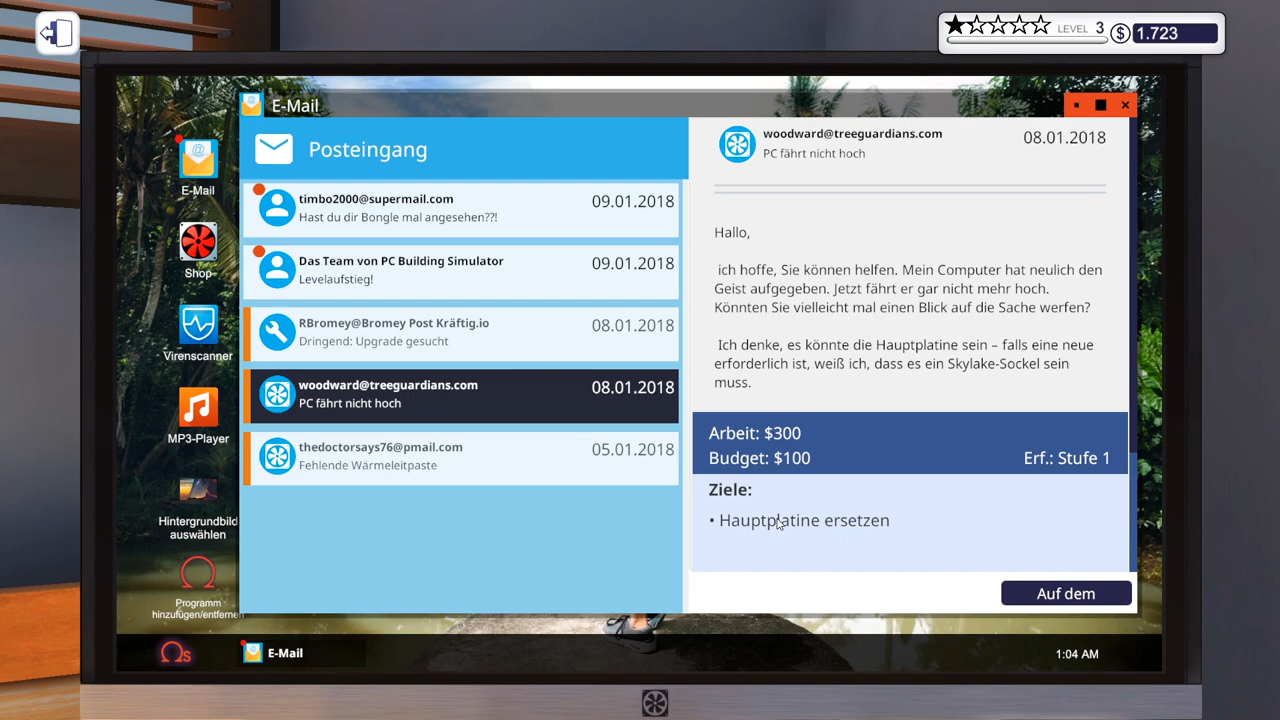 LEVEL 3
$ 1.723
E-Mail
Posteingang
timbo2000@supermail.com
09.01.2018
Hast du dir Bongle mal angesehen??!
Das Team von PC Building Simulator
09.01.2018
Levelaufstieg!
RBromey@Bromey Post Kräftig.io
08.01.2018
Dringend: Upgrade gesucht
woodward@treeguardians.com
08.01.2018
PC fährt nicht hoch
thedoctorsays76@pmail.com
05.01.2018
Fehlende Wärmeleitpaste
woodward@treeguardians.com
08.01.2018
PC fährt nicht hoch
Hallo,
ich hoffe, Sie können helfen. Mein Computer hat neulich den
Geist aufgegeben. Jetzt fährt er gar nicht mehr hoch.
Könnten Sie vielleicht mal einen Blick auf die Sache werfen?
Ich denke, es könnte die Hauptplatine sein – falls eine neue
erforderlich ist, weiß ich, dass es ein Skylake-Sockel sein
muss.
Arbeit: $300
Budget: $100
Erf.: Stufe 1
Ziele:
• Hauptplatine ersetzen
Auf dem
E-Mail
Shop
Virenscanner
MP3-Player
Hintergrundbild
auswählen
Programm
hinzufügen/entfernen
Ωs
E-Mail
1:04 AM